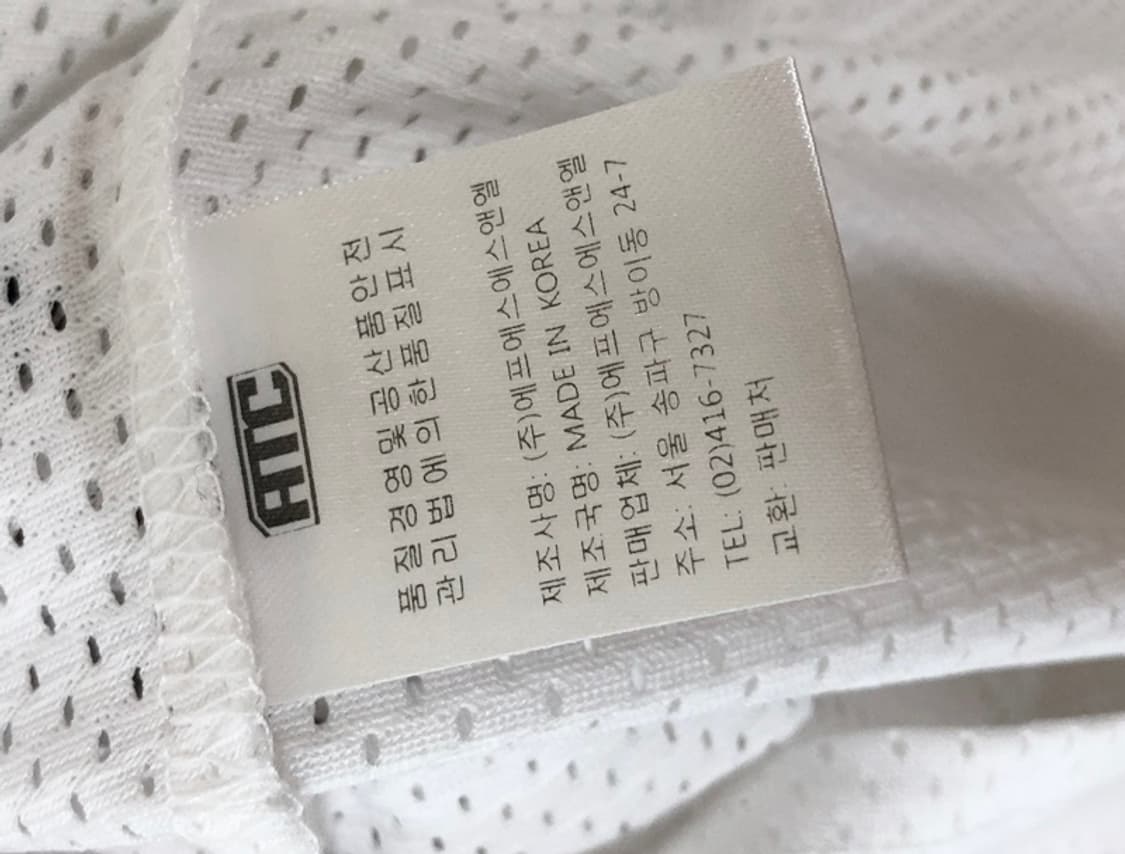 ATC
품질경영및공산품안전
관리법에의한품질표시
제조사명: (주)에프에스에스앤엘
제조국명: MADE IN KOREA
판매업체: (주)에프에스에스앤엘
주소: 서울 송파구 방이동 24-7
TEL: (02)416-7327
교환: 판매처